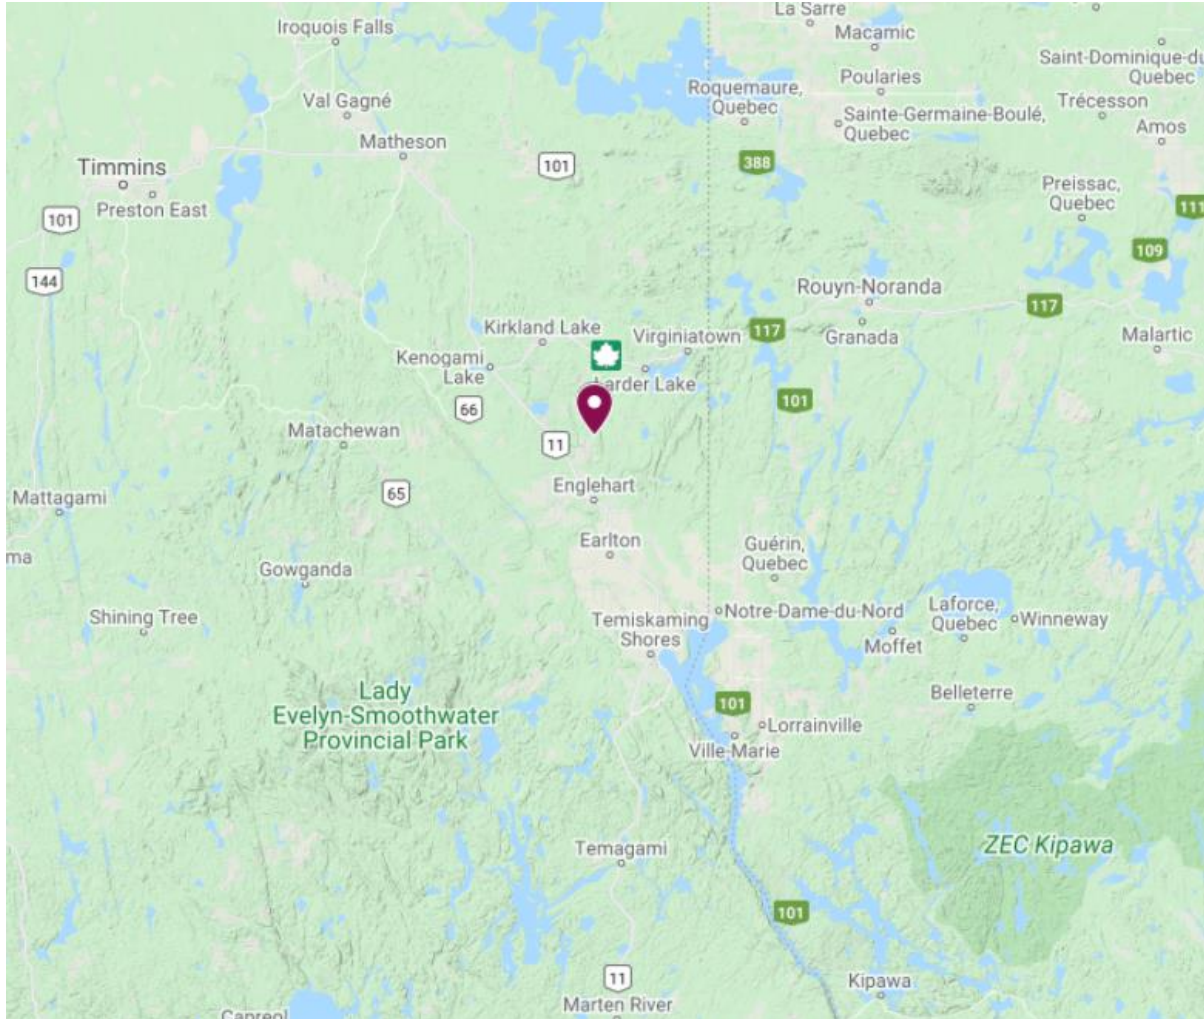 La Sarre
Iroquois Falls
Macamic
Saint-Dominique-du
Quebec
Poularies
Roquemaure,
Quebec
Val Gagné
Trécesson
Sainte-Germaine-Boulé,
Quebec
Amos
Matheson
101
388
Timmins
Preissac,
Quebec
Preston East
101
111
109
144
Rouyn-Noranda
117
Kirkland Lake
Virginiatown
117
Granada
Malartic
Kenogami
Lake
Larder Lake
66
101
Matachewan
11
Englehart
65
Mattagami
Earlton
Guérin,
Quebec
ma
Gowganda
Shining Tree
Temiskaming
Shores
Notre-Dame-du-Nord
Laforce,
Quebec
Winneway
Moffet
Lady
Evelyn-Smoothwater
Provincial Park
Belleterre
101
Lorrainville
Ville-Marie
Temagami
ZEC Kipawa
101
11
Kipawa
Marten River
Capreol